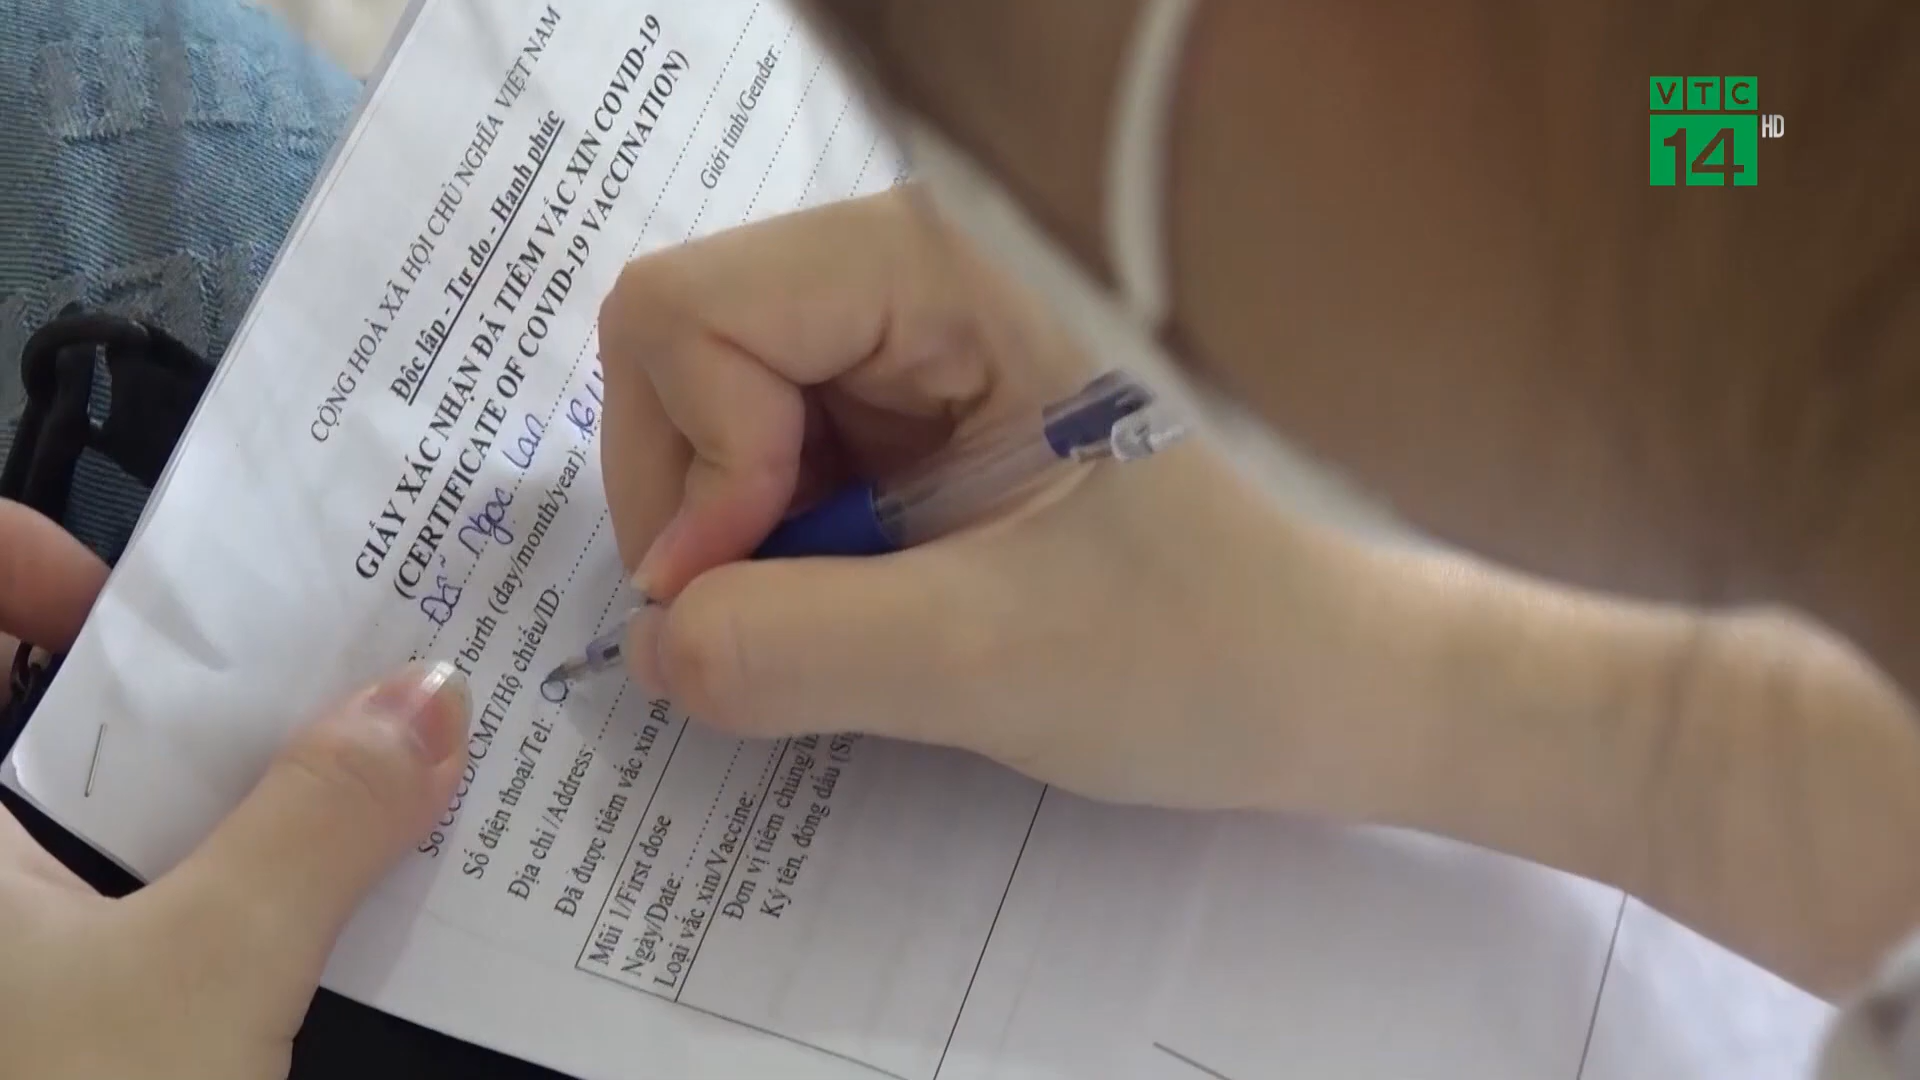 VTC
14 HD
CỘNG HOÀ XÃ HỘI CHỦ NGHĨA VIỆT NAM
Độc lập - Tự do - Hạnh phúc
GIẤY XÁC NHẬN ĐÃ TIÊM VẮC XIN COVID-19
(CERTIFICATE OF COVID-19 VACCINATION)
Đỗ Ngọc Lan
Giới tính/Gender:
f birth (day/month/year): 16/
Số CCCD/CMT/Hộ chiếu/ID:
Số điện thoại/Tel: 0
Địa chỉ /Address:
Đã được tiêm vắc xin ph
Mũi 1/First dose
Ngày/Date:
Loại vắc xin/Vaccine:
Đơn vị tiêm chủng/
Ký tên, đóng dấu